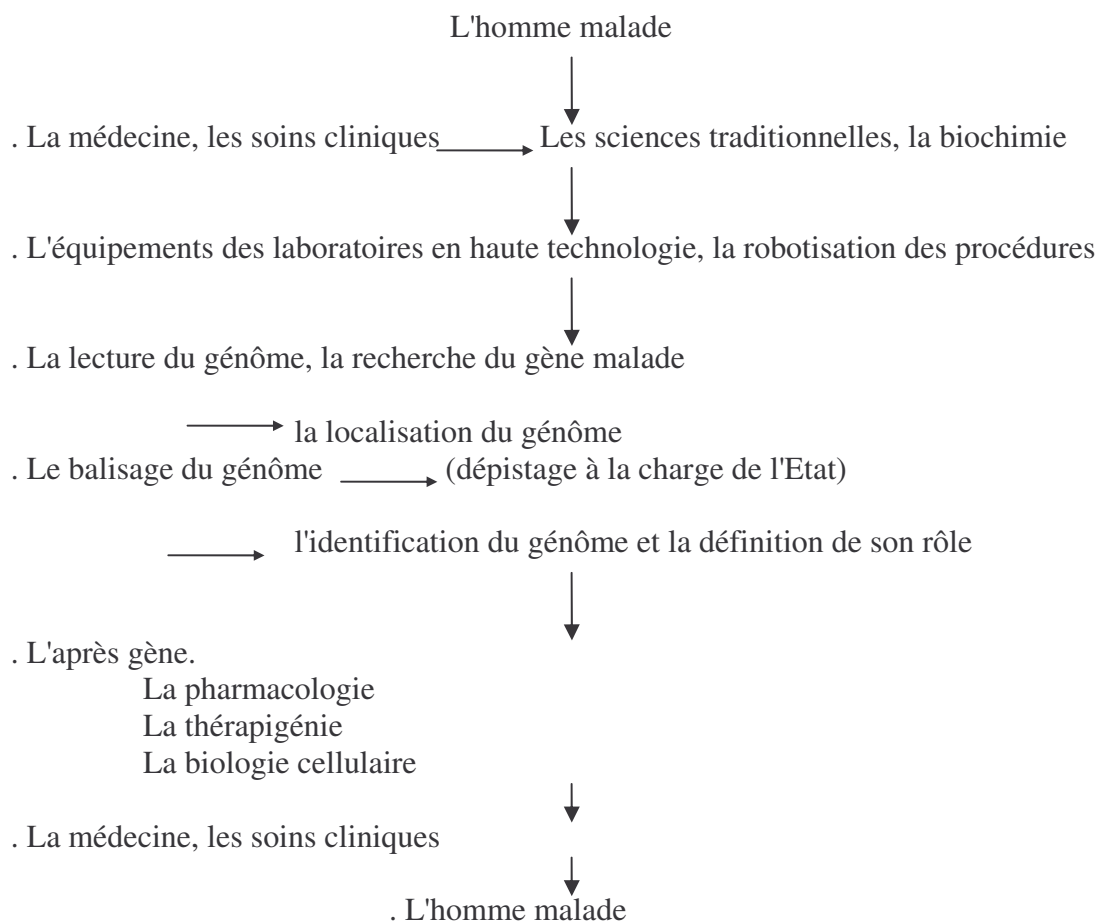 L'homme malade
. La médecine, les soins cliniques Les sciences traditionnelles, la biochimie
. L'équipements des laboratoires en haute technologie, la robotisation des procédures
. La lecture du génôme, la recherche du gène malade
la localisation du génôme
. Le balisage du génôme (dépistage à la charge de l'Etat)
l'identification du génôme et la définition de son rôle
. L'après gène.
La pharmacologie
La thérapigénie
La biologie cellulaire
. La médecine, les soins cliniques
. L'homme malade